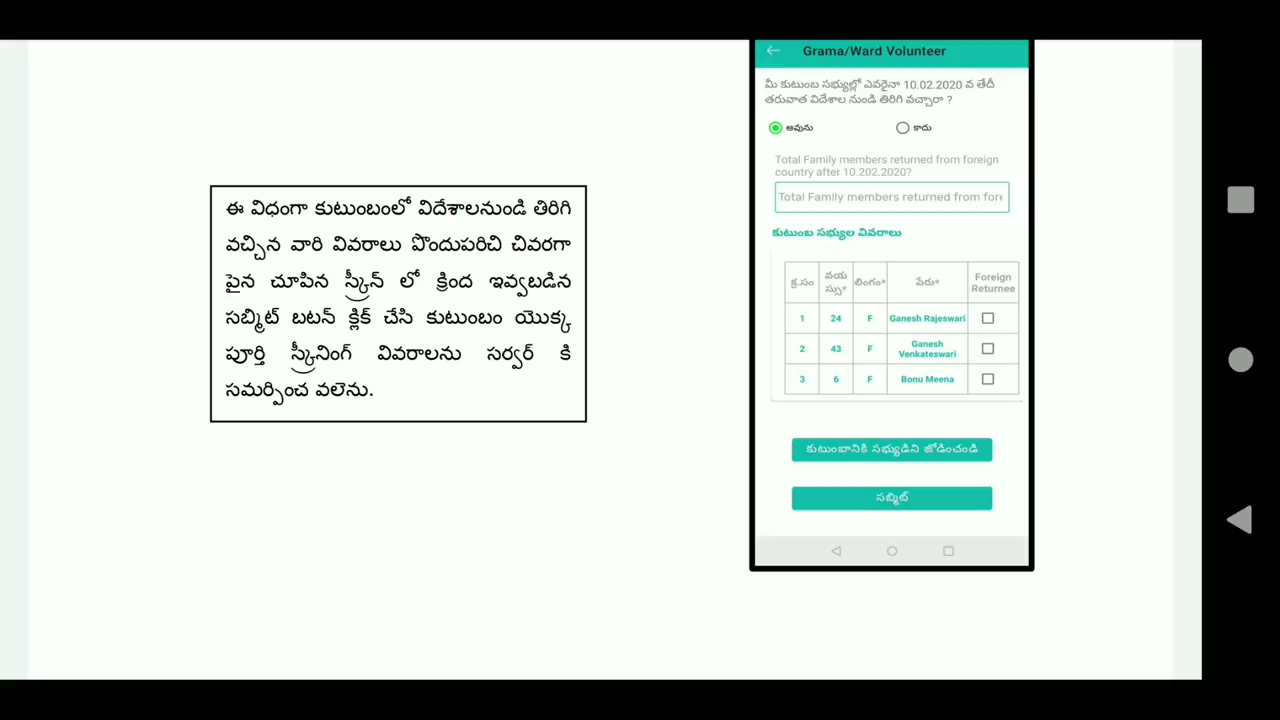 ఈ విధంగా కుటుంబంలో విదేశాలనుండి తిరిగి
వచ్చిన వారి వివరాలు పొందుపరిచి చివరగా
పైన చూపిన స్క్రీన్ లో క్రింద ఇవ్వబడిన
సబ్మిట్ బటన్ క్లిక్ చేసి కుటుంబం యొక్క
పూర్తి స్క్రీనింగ్ వివరాలను సర్వర్ కి
సమర్పించ వలెను.
Grama/Ward Volunteer
మీ కుటుంబ సభ్యుల్లో ఎవరైనా 10.02.2020 వ తేదీ
తరువాత విదేశాల నుండి తిరిగి వచ్చారా ?
అవును కాదు
Total Family members returned from foreign
country after 10.202.2020?
Total Family members returned from fore
కుటుంబ సభ్యుల వివరాలు
క్ర.సం వయస్సు* లింగం* పేరు* Foreign Returnee
1 24 F Ganesh Rajeswari
2 43 F Ganesh Venkateswari
3 6 F Bonu Meena
కుటుంబానికి సభ్యుడిని జోడించండి
సబ్మిట్